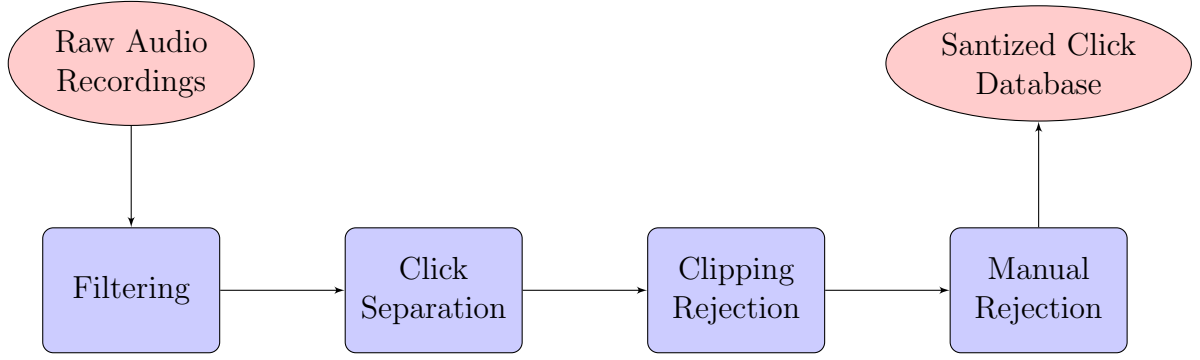 Raw Audio
Recordings
Santized Click
Database
Filtering
Click
Separation
Clipping
Rejection
Manual
Rejection